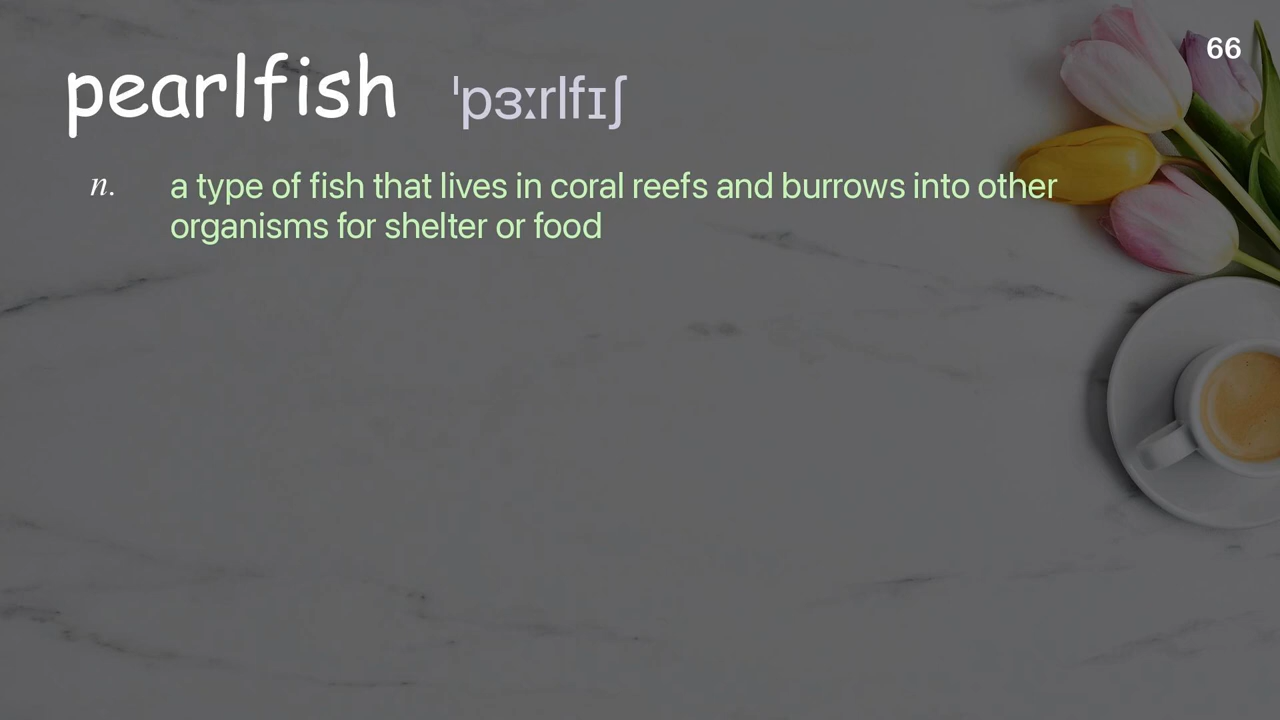 66
pearlfish ˈpɜːrlfɪʃ
n. a type of fish that lives in coral reefs and burrows into other
organisms for shelter or food